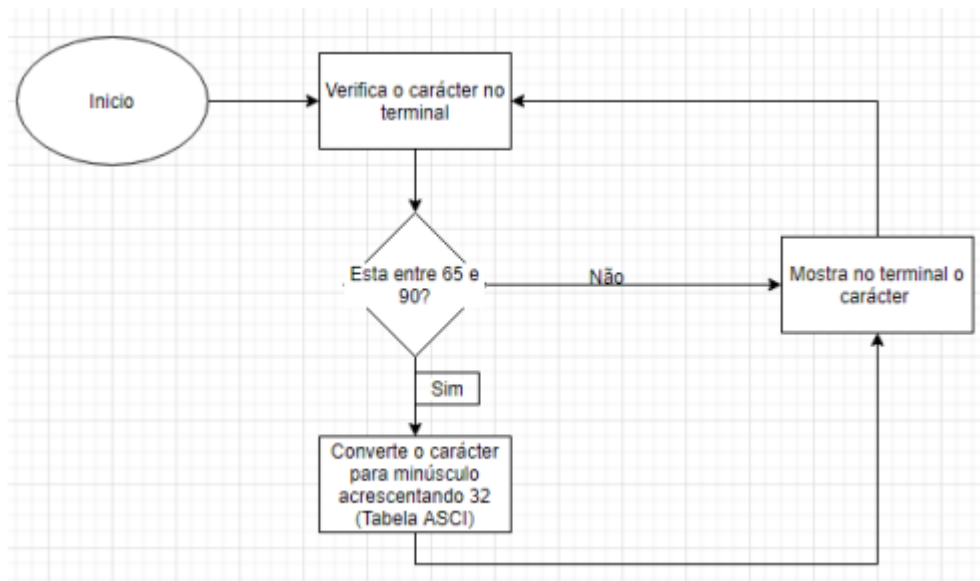 Inicio
Verifica o carácter no
terminal
Esta entre 65 e
90?
Não
Mostra no terminal o
carácter
Sim
Converte o carácter
para minúsculo
acrescentando 32
(Tabela ASCI)